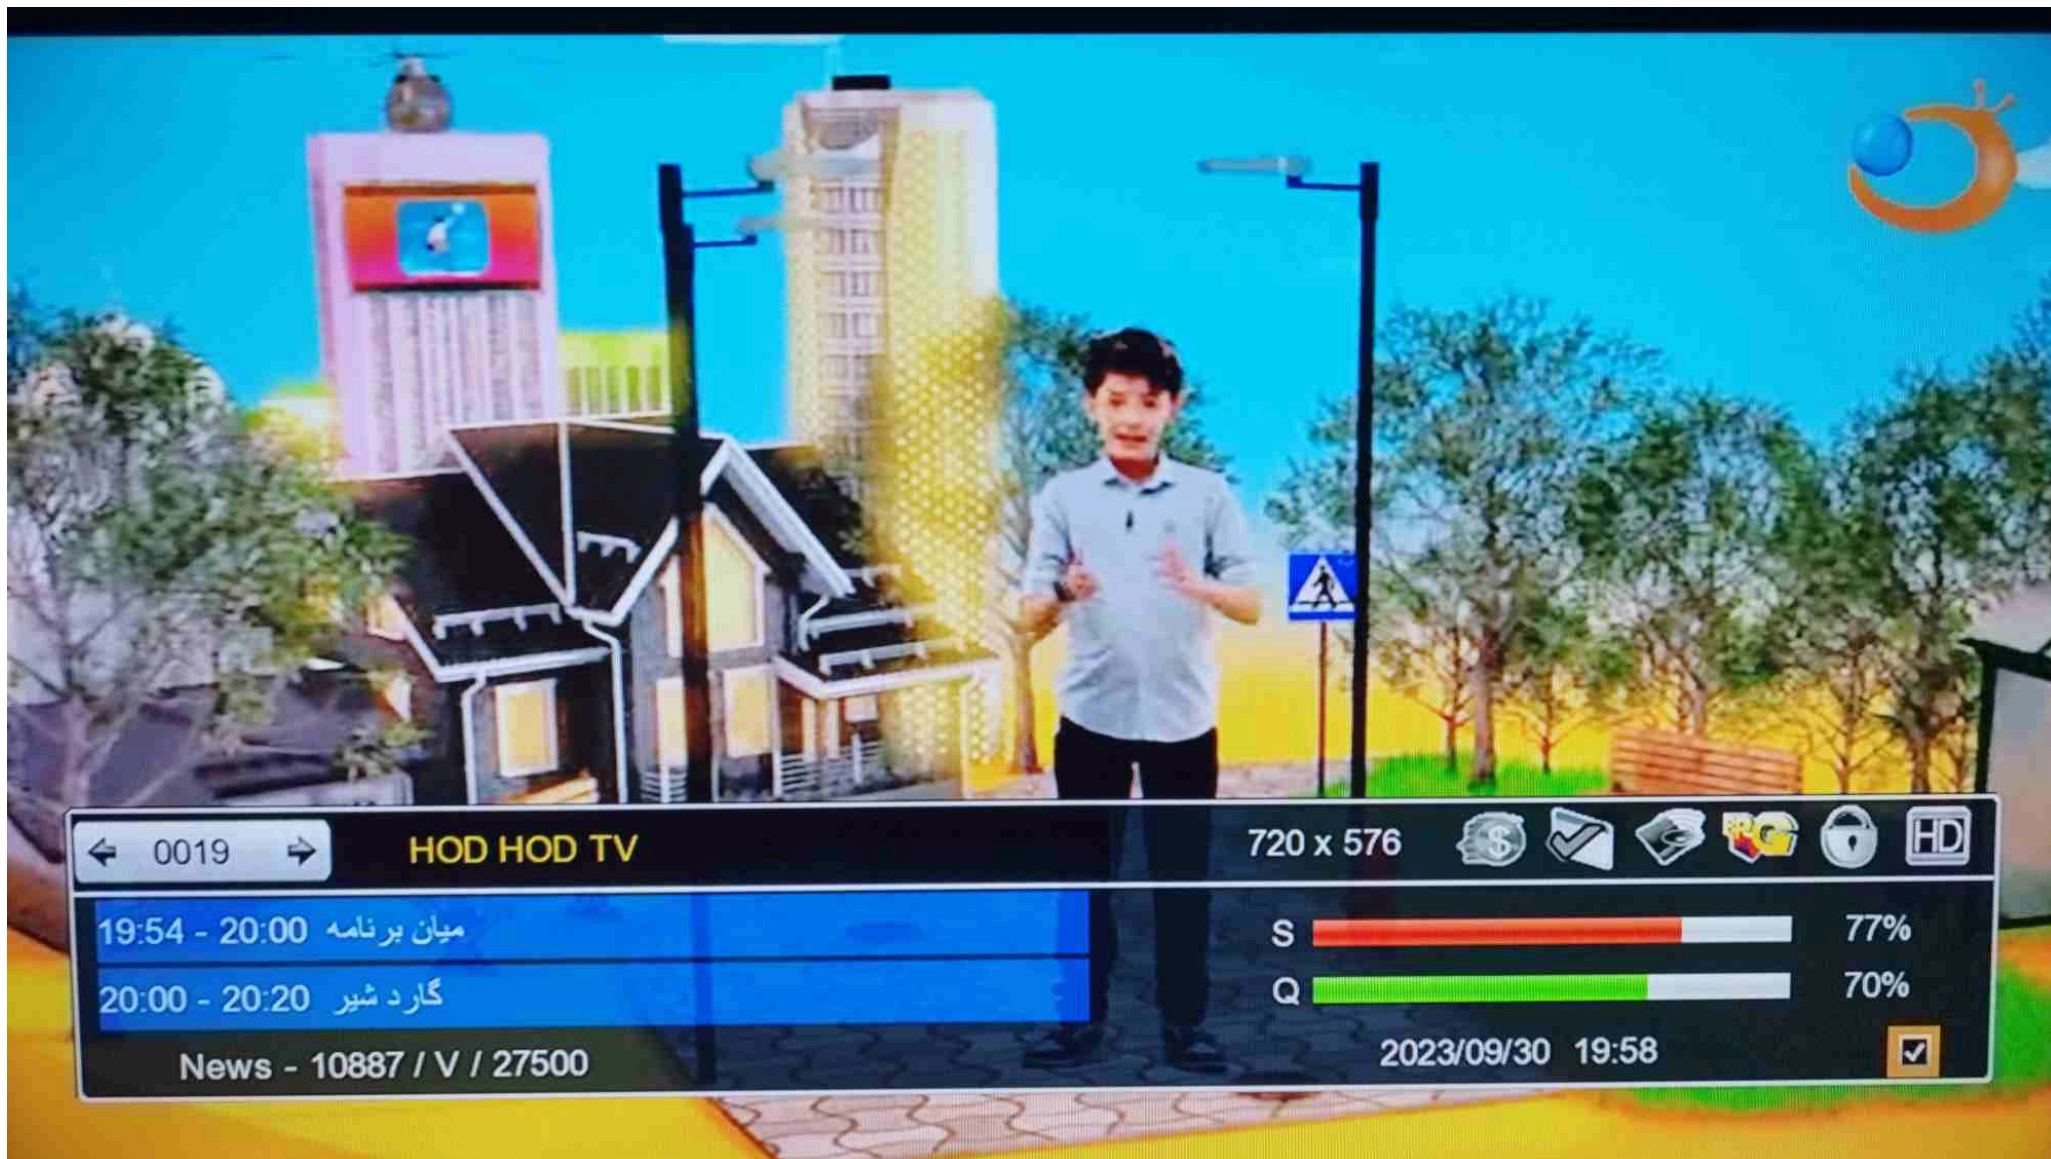 0019
HOD HOD TV
720 x 576
HD
19:54 - 20:00 میان برنامه
20:00 - 20:20 گارد شیر
S 77%
Q 70%
News - 10887 / V / 27500
2023/09/30 19:58